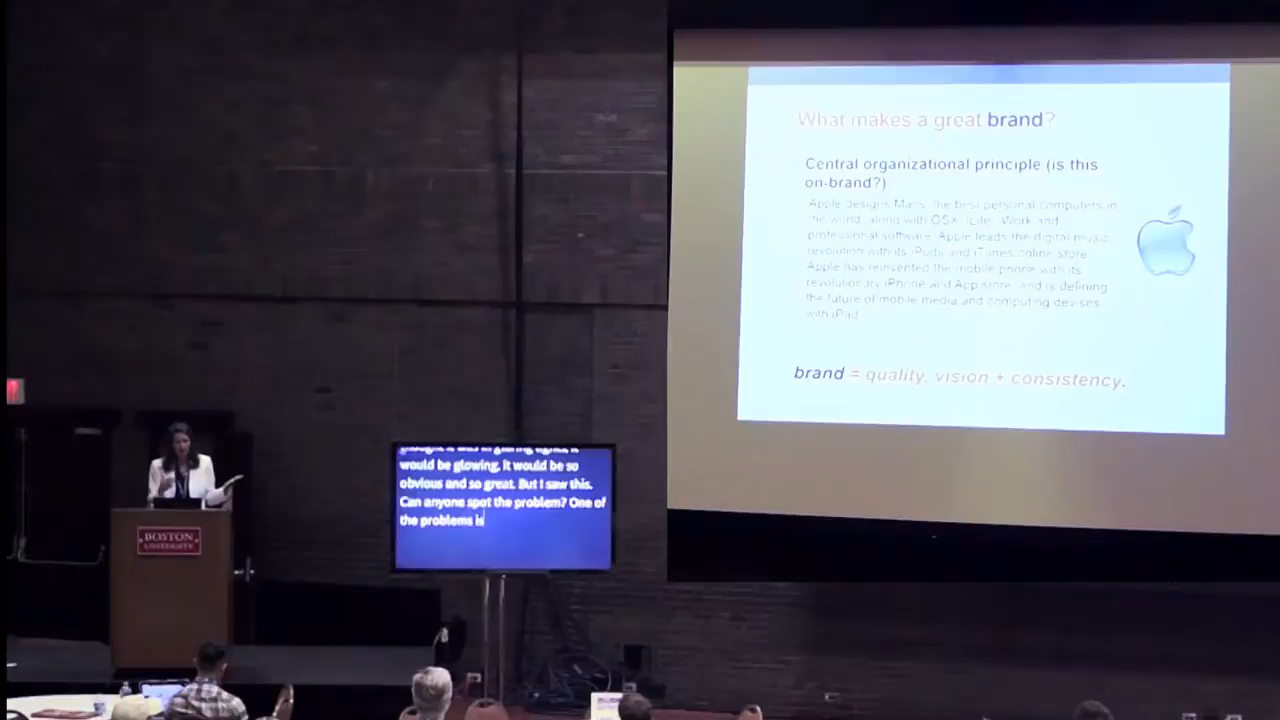 What makes a great brand?
Central organizational principle (is this
on-brand?)
Apple designs Macs, the best personal computers in
the world, along with OSX, iLife, iWork and
professional software. Apple leads the digital music
revolution with its iPods and iTunes online store.
Apple has reinvented the mobile phone with its
revolutionary iPhone and App store, and is defining
the future of mobile media and computing devises
with iPad.
brand = quality, vision + consistency.
would be glowing, it would be so
obvious and so great. But I saw this.
Can anyone spot the problem? One of
the problems is
BOSTON
UNIVERSITY